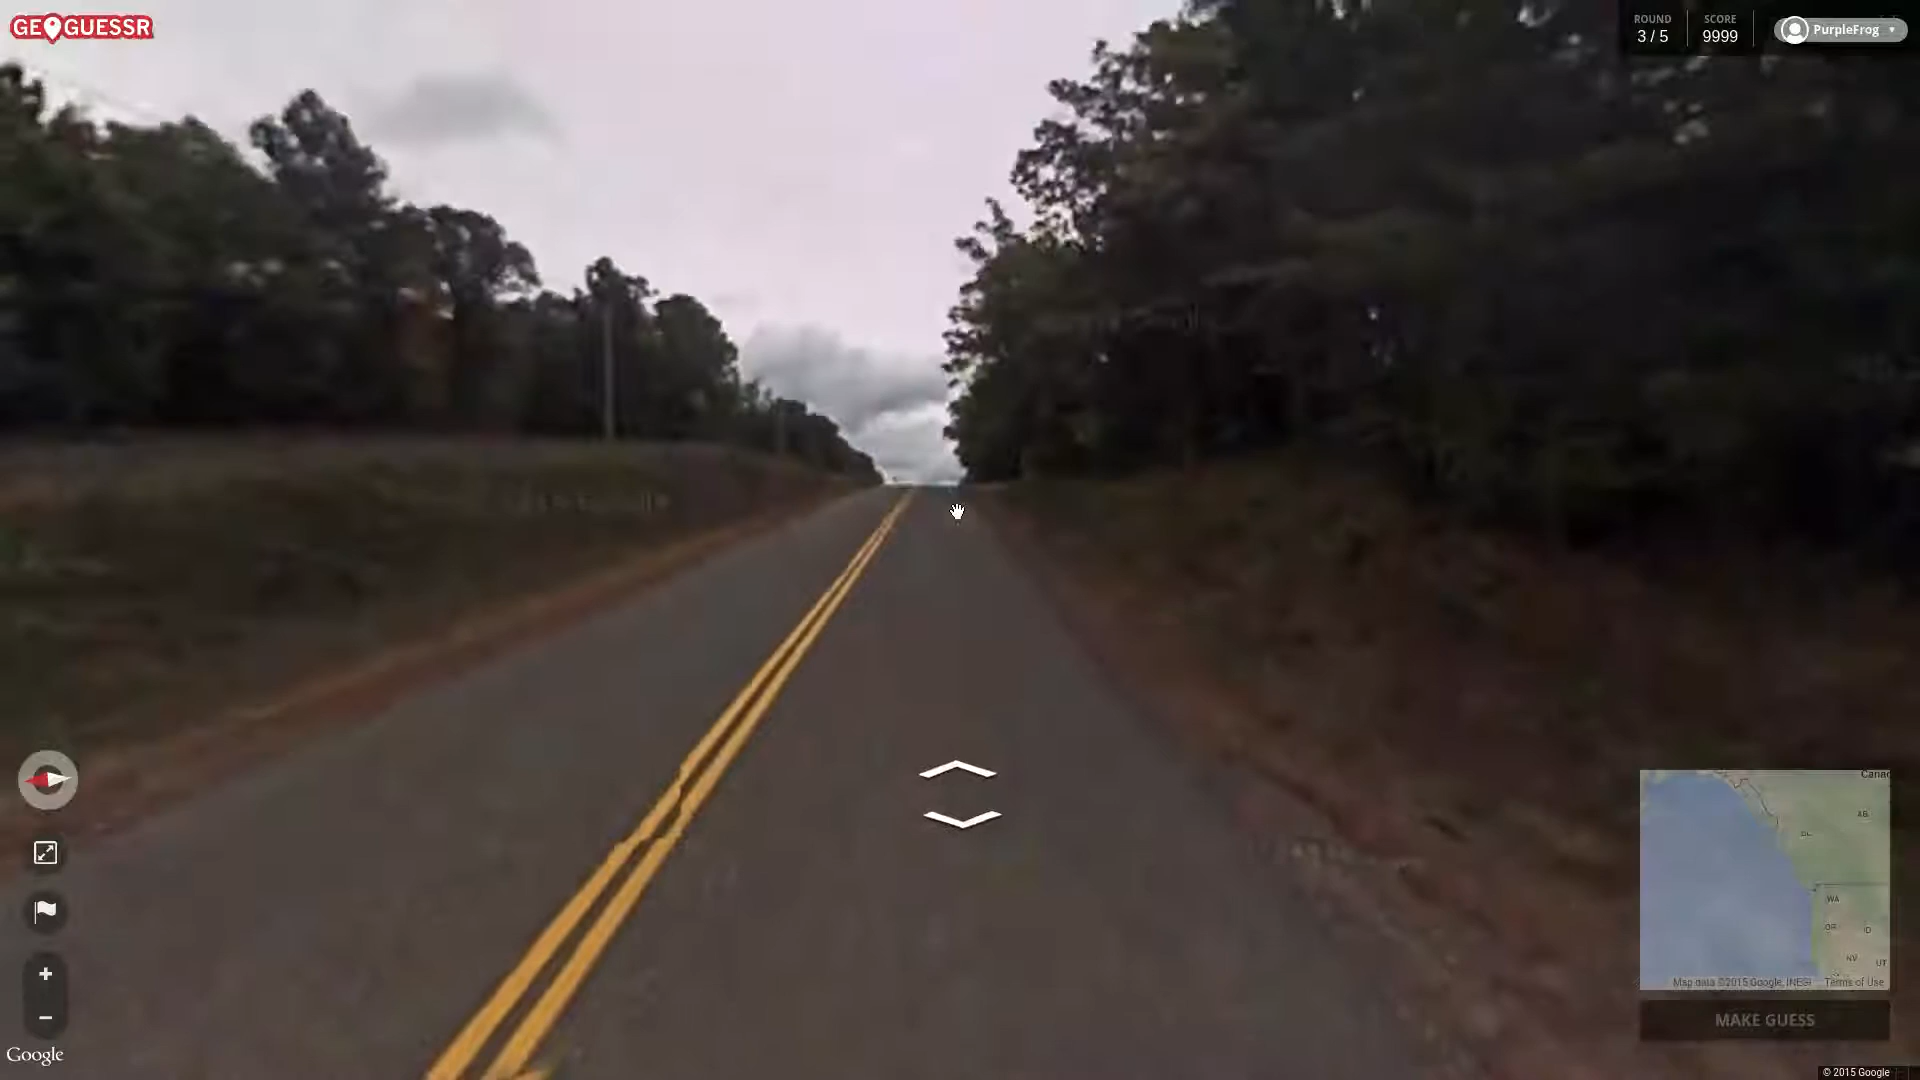 GEOGUESSR
ROUND
3 / 5
SCORE
9999
PurpleFrog
Canad
AB
WA
OR
ID
NV
UT
Map data ©2015 Google, INEGI
Terms of Use
MAKE GUESS
Google
© 2015 Google